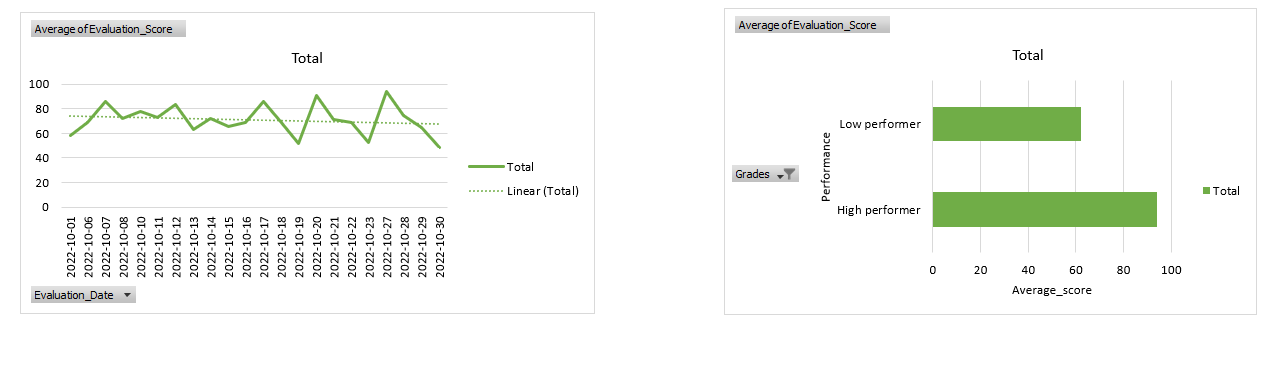 Average of Evaluation_Score
Total
100
80
60
40
20
0
2022-10-01
2022-10-06
2022-10-07
2022-10-08
2022-10-10
2022-10-11
2022-10-12
2022-10-13
2022-10-14
2022-10-15
2022-10-16
2022-10-17
2022-10-18
2022-10-19
2022-10-20
2022-10-21
2022-10-22
2022-10-23
2022-10-27
2022-10-28
2022-10-29
2022-10-30
Total
Linear (Total)
Evaluation_Date
Average of Evaluation_Score
Total
Grades
Performance
Low performer
High performer
0 20 40 60 80 100
Average_score
Total